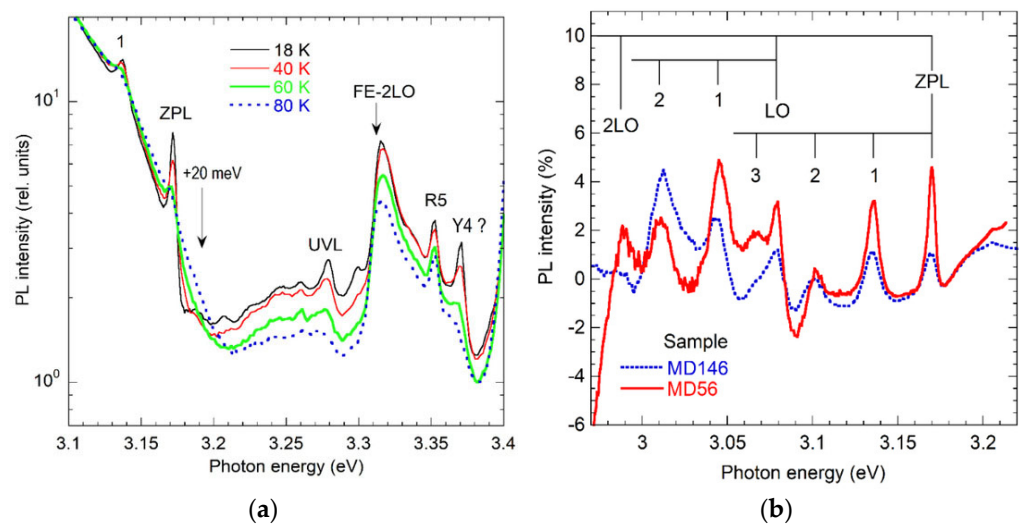 (a)
1
18 K
40 K
60 K
80 K
FE-2LO
ZPL
+20 meV
R5
Y4 ?
UVL
10¹
10⁰
PL intensity (rel. units)
3.1 3.15 3.2 3.25 3.3 3.35 3.4
Photon energy (eV)
(a)
(b)
10
8
6
4
2
0
-2
-4
-6
PL intensity (%)
ZPL
2 1
2LO LO
3 2 1
Sample
MD146
MD56
3 3.05 3.1 3.15 3.2
Photon energy (eV)
(b)